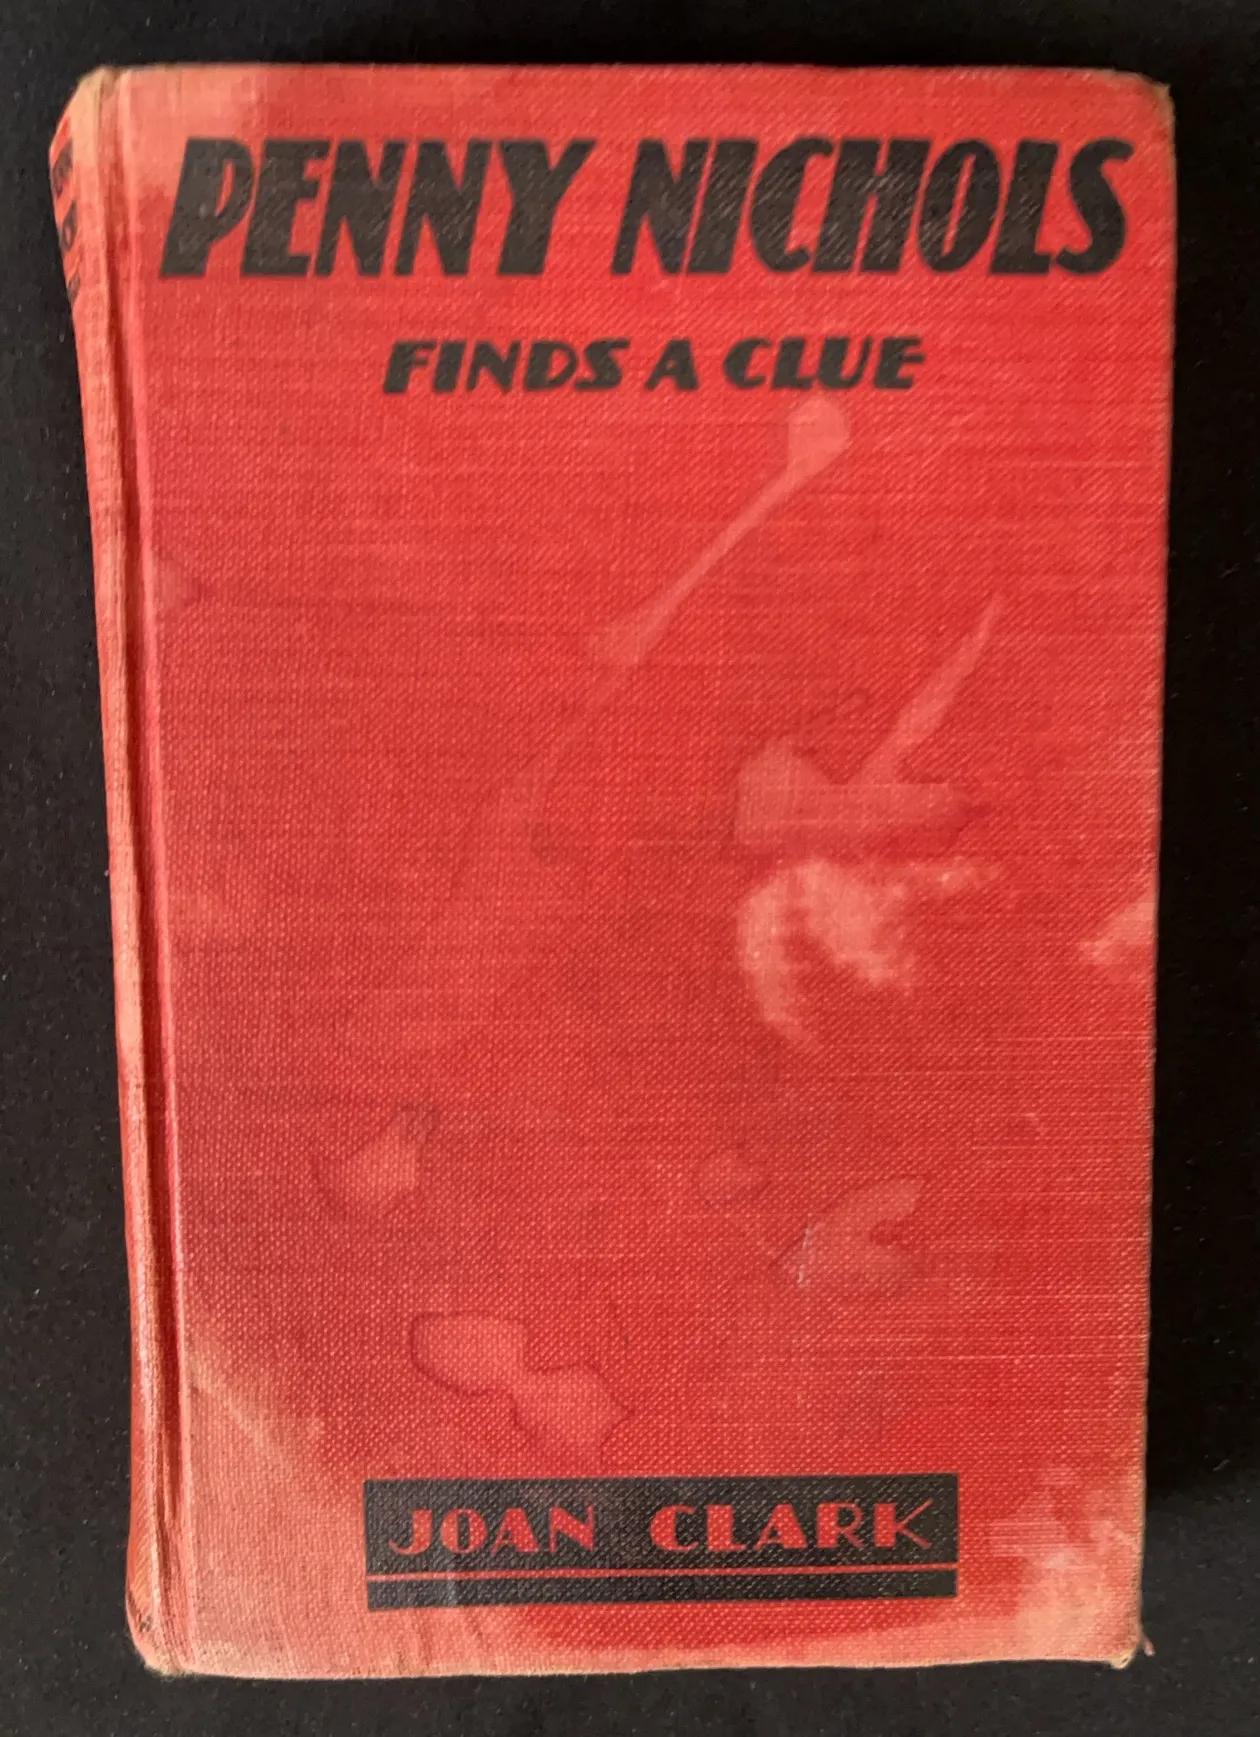 PENNY NICHOLS
FINDS A CLUE
JOAN CLARK